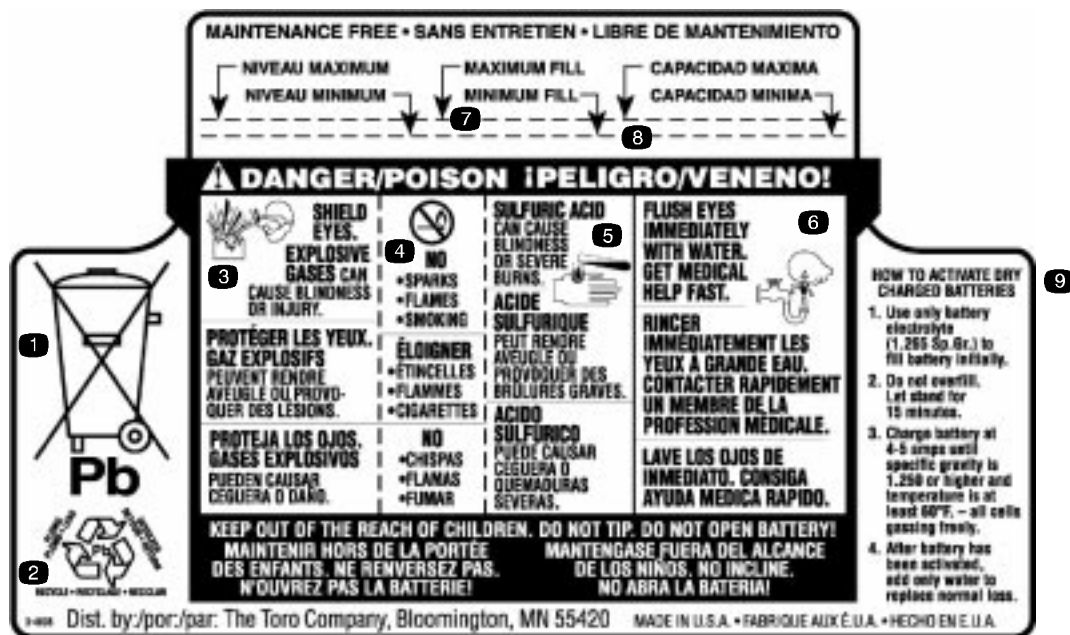 MAINTENANCE FREE • SANS ENTRETIEN • LIBRE DE MANTENIMIENTO
NIVEAU MAXIMUM
MAXIMUM FILL
CAPACIDAD MAXIMA
NIVEAU MINIMUM
MINIMUM FILL
CAPACIDAD MINIMA
7
8
DANGER/POISON ¡PELIGRO/VENENO!
SHIELD
EYES.
EXPLOSIVE
GASES CAN
CAUSE BLINDNESS
OR INJURY.
3
PROTÉGER LES YEUX.
GAZ EXPLOSIFS
PEUVENT RENDRE
AVEUGLE OU PROVO-
QUER DES LESIONS.
PROTEJA LOS OJOS.
GASES EXPLOSIVOS
PUEDEN CAUSAR
CEGUERA O DAÑO.
4
NO
•SPARKS
•FLAMES
•SMOKING
ÉLOIGNER
•ÉTINCELLES
•FLAMMES
•CIGARETTES
NO
•CHISPAS
•FLAMAS
•FUMAR
SULFURIC ACID
CAN CAUSE
BLINDNESS
OR SEVERE
BURNS.
5
ACIDE
SULFURIQUE
PEUT RENDRE
AVEUGLE OU
PROVOQUER DES
BRÛLURES GRAVES.
ACIDO
SULFURICO
PUEDE CAUSAR
CEGUERA O
QUEMADURAS
SEVERAS.
FLUSH EYES
IMMEDIATELY
WITH WATER.
GET MEDICAL
HELP FAST.
6
RINCER
IMMÉDIATEMENT LES
YEUX À GRANDE EAU.
CONTACTER RAPIDEMENT
UN MEMBRE DE LA
PROFESSION MÉDICALE.
LAVE LOS OJOS DE
INMEDIATO. CONSIGA
AYUDA MEDICA RAPIDO.
KEEP OUT OF THE REACH OF CHILDREN. DO NOT TIP. DO NOT OPEN BATTERY!
MAINTENIR HORS DE LA PORTÉE
DES ENFANTS. NE RENVERSEZ PAS.
N'OUVREZ PAS LA BATTERIE!
MANTENGASE FUERA DEL ALCANCE
DE LOS NIÑOS. NO INCLINE.
NO ABRA LA BATERIA!
1
Pb
2
Pb
RECYCLE • RECYCLAGE • RECICLAR
9
HOW TO ACTIVATE DRY
CHARGED BATTERIES
1. Use only battery
electrolyte
(1.265 Sp.Gr.) to
fill battery initially.
2. Do not overfill.
Let stand for
15 minutes.
3. Charge battery at
4-5 amps until
specific gravity is
1.250 or higher and
temperature is at
least 60°F. – all cells
gassing freely.
4. After battery has
been activated,
add only water to
replace normal loss.
Dist. by:/por:/par: The Toro Company, Bloomington, MN 55420
MADE IN U.S.A. • FABRIQUE AUX É.U.A. • HECHO EN E.U.A.